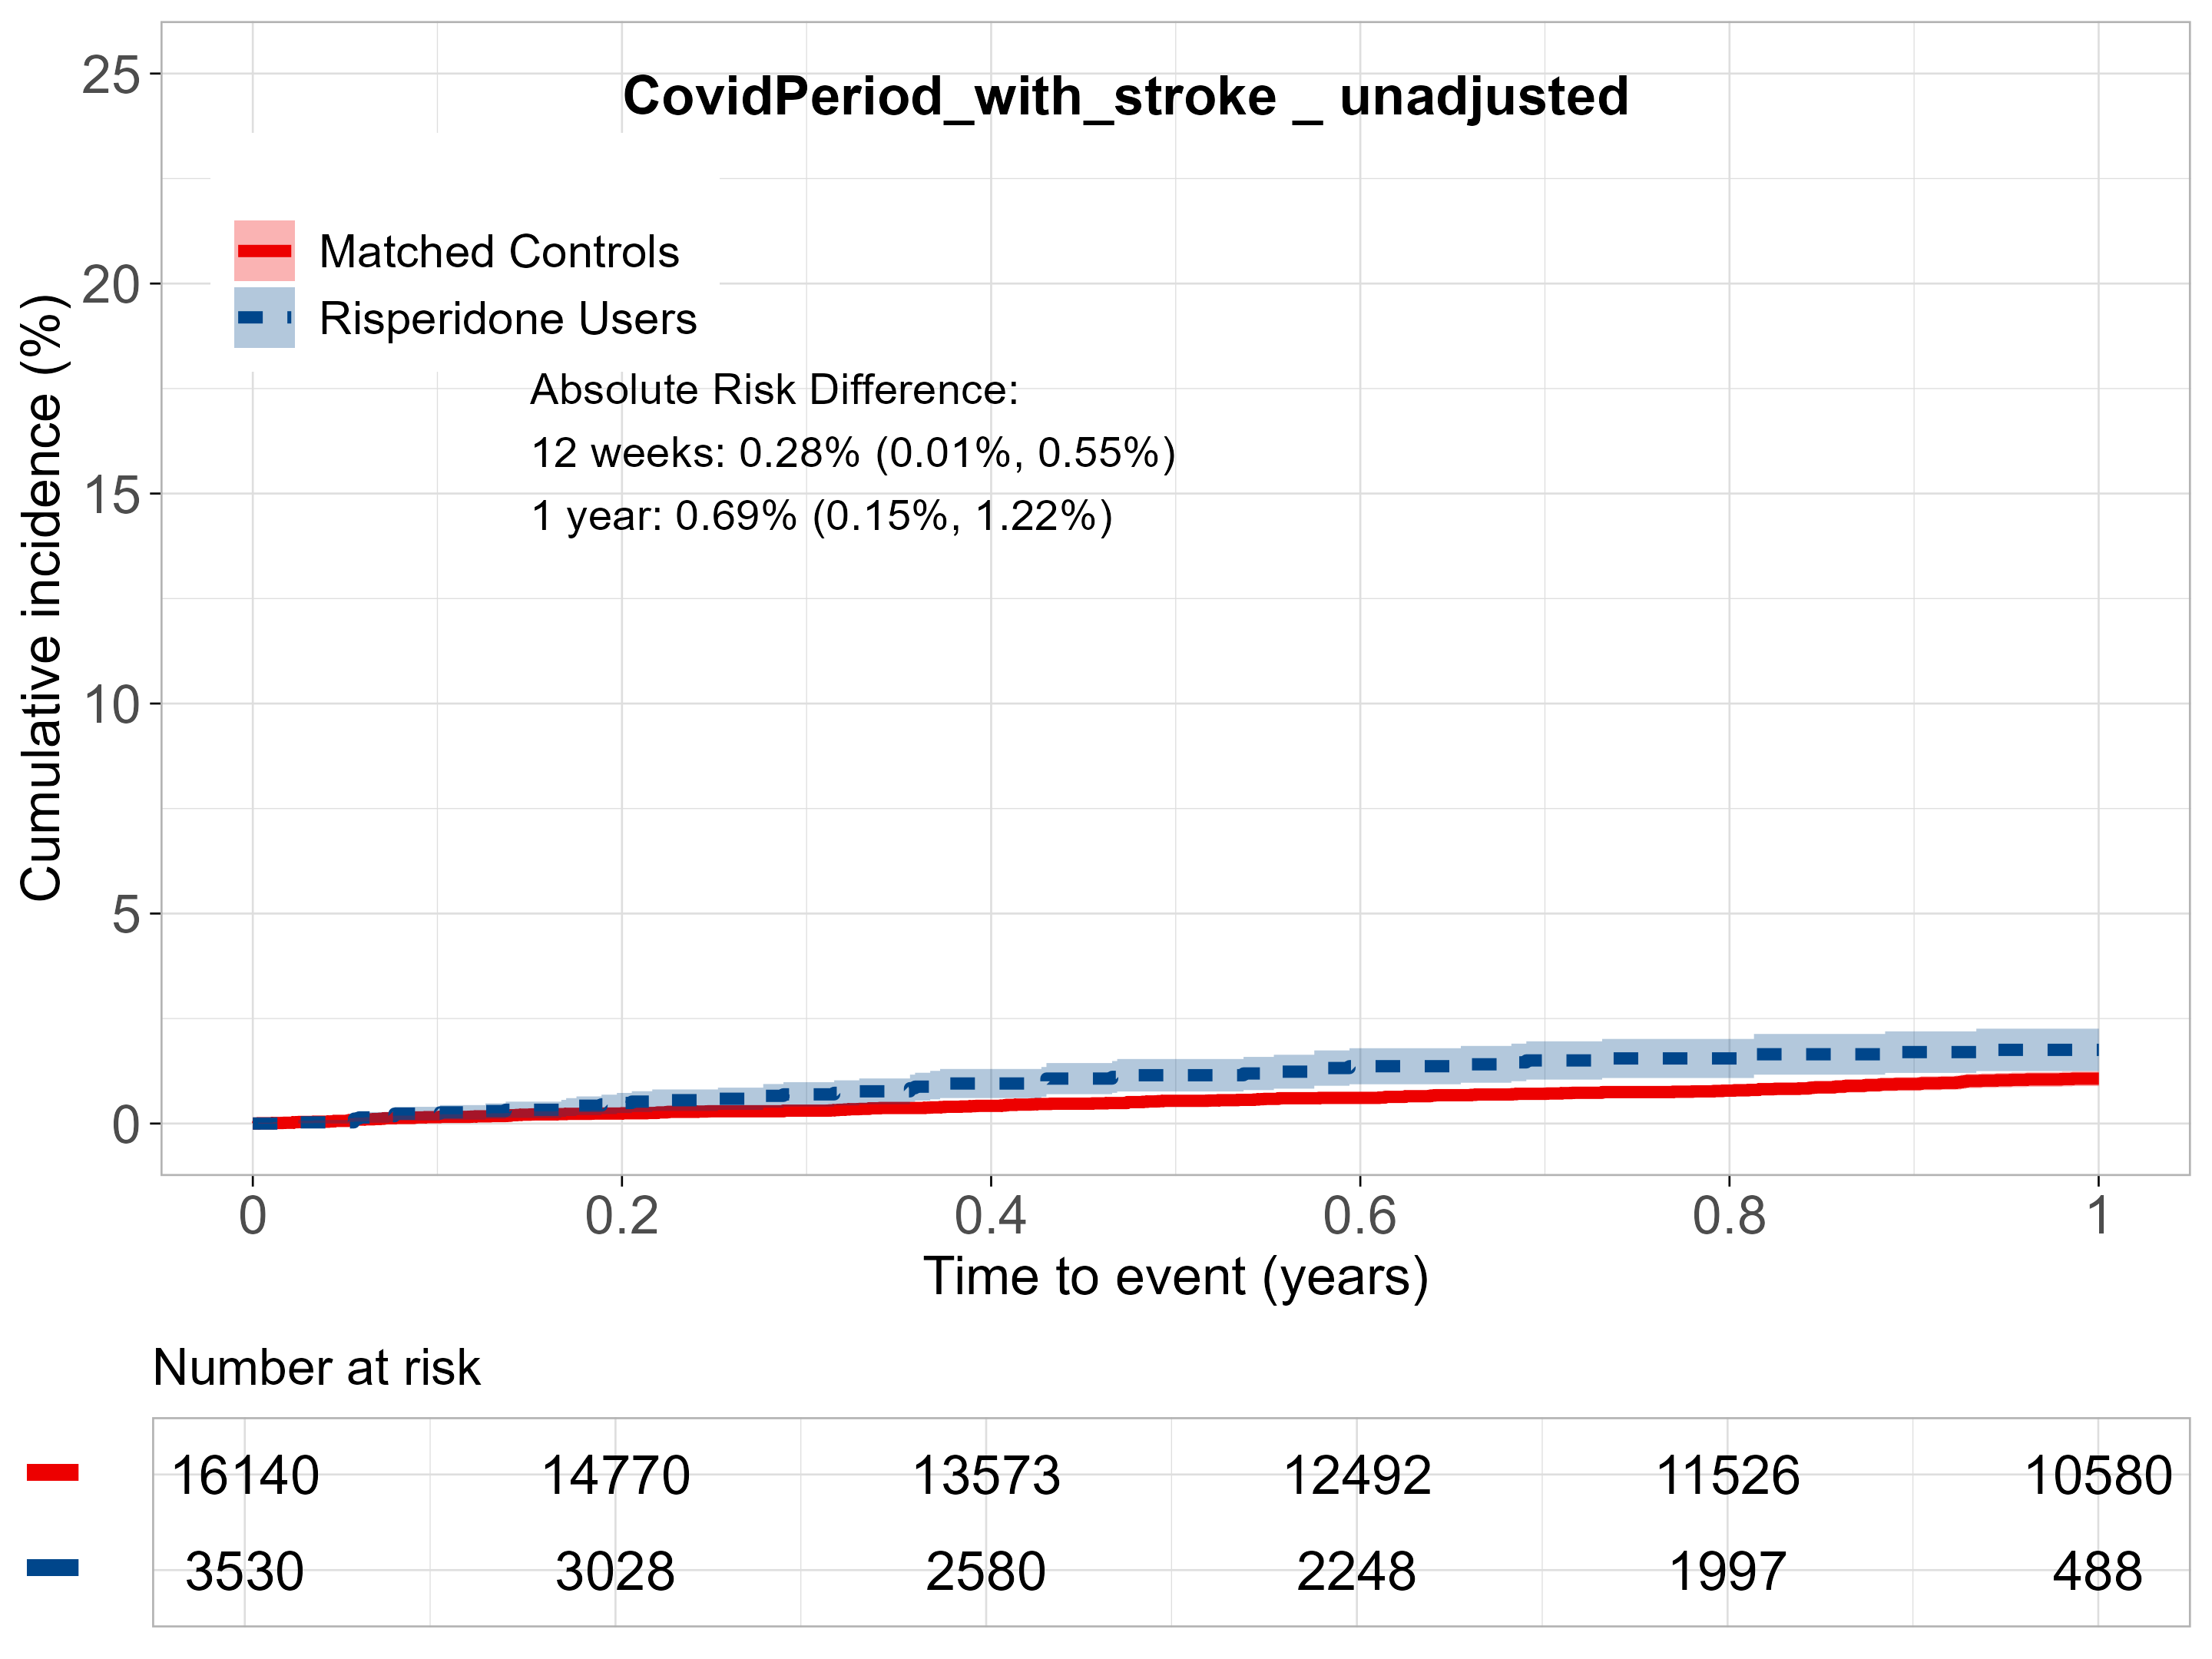 CovidPeriod_with_stroke _ unadjusted
Matched Controls
Risperidone Users
Absolute Risk Difference:
12 weeks: 0.28% (0.01%, 0.55%)
1 year: 0.69% (0.15%, 1.22%)
Cumulative incidence (%)
25
20
15
10
5
0
0 0.2 0.4 0.6 0.8 1
Time to event (years)
Number at risk
16140 14770 13573 12492 11526 10580
3530 3028 2580 2248 1997 488